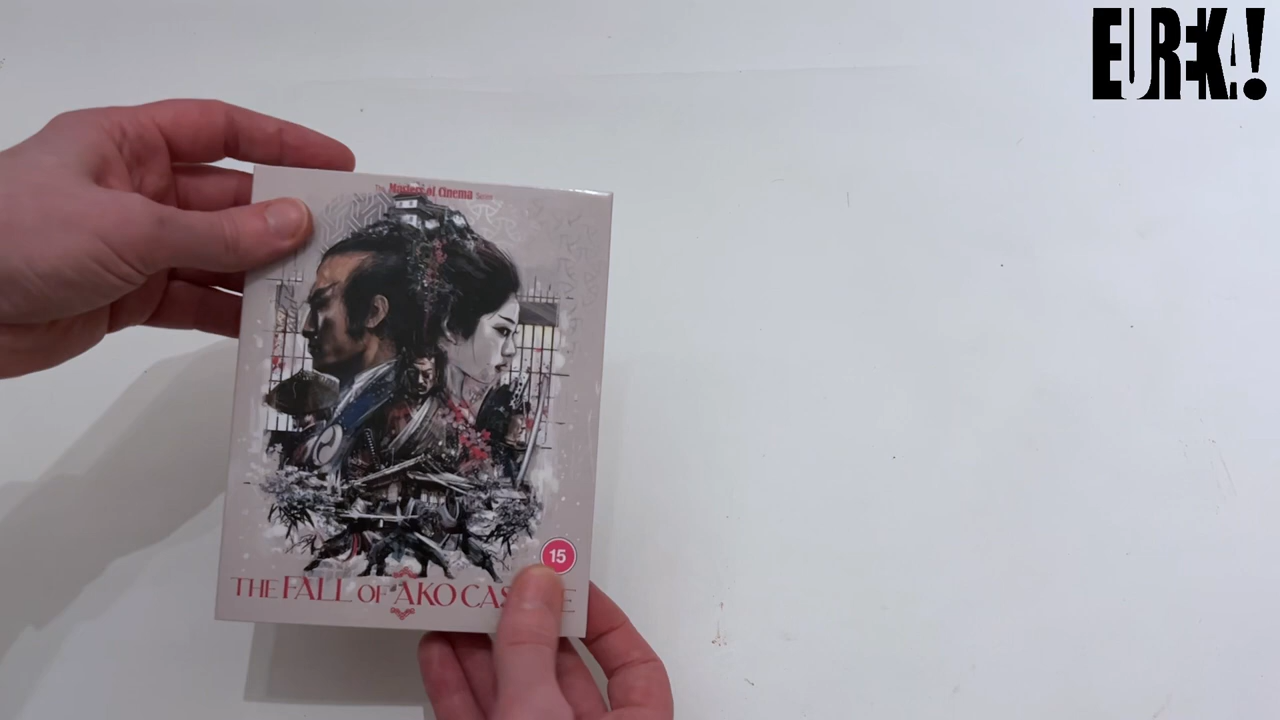 EUREKA!
The Masters of Cinema Series
15
THE FALL OF AKO CAS E